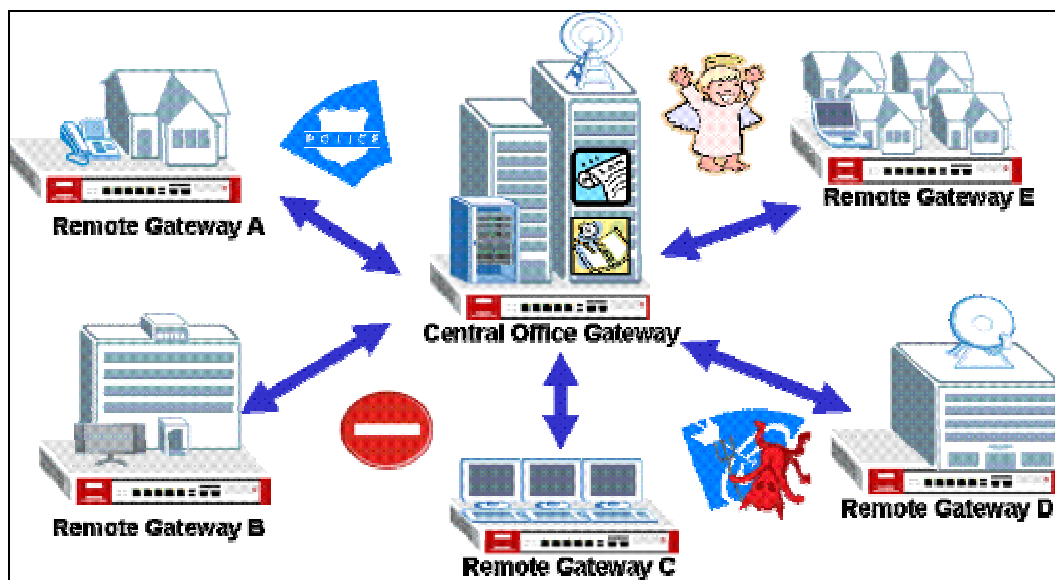 POLICE
Remote Gateway A
Central Office Gateway
Remote Gateway E
Remote Gateway B
Remote Gateway C
Remote Gateway D